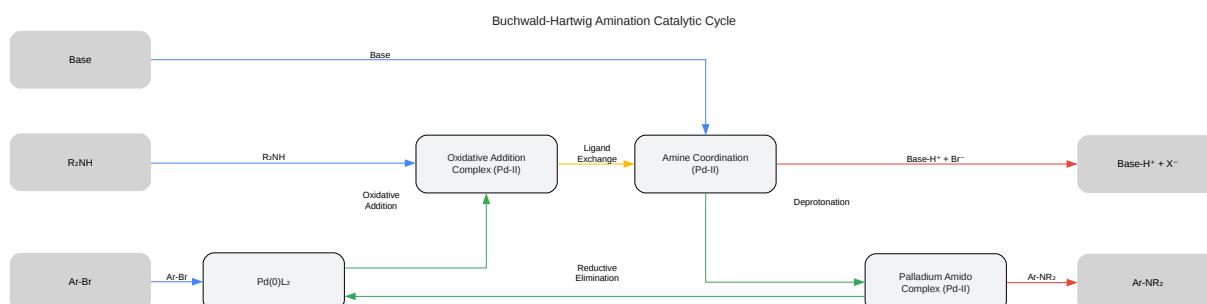 Buchwald-Hartwig Amination Catalytic Cycle
Base
Base
R₂NH
R₂NH
Oxidative Addition
Complex (Pd-II)
Ligand
Exchange
Amine Coordination
(Pd-II)
Base-H⁺ + Br⁻
Base-H⁺ + X⁻
Oxidative
Addition
Deprotonation
Ar-Br
Ar-Br
Pd(0)L₂
Reductive
Elimination
Palladium Amido
Complex (Pd-II)
Ar-NR₂
Ar-NR₂